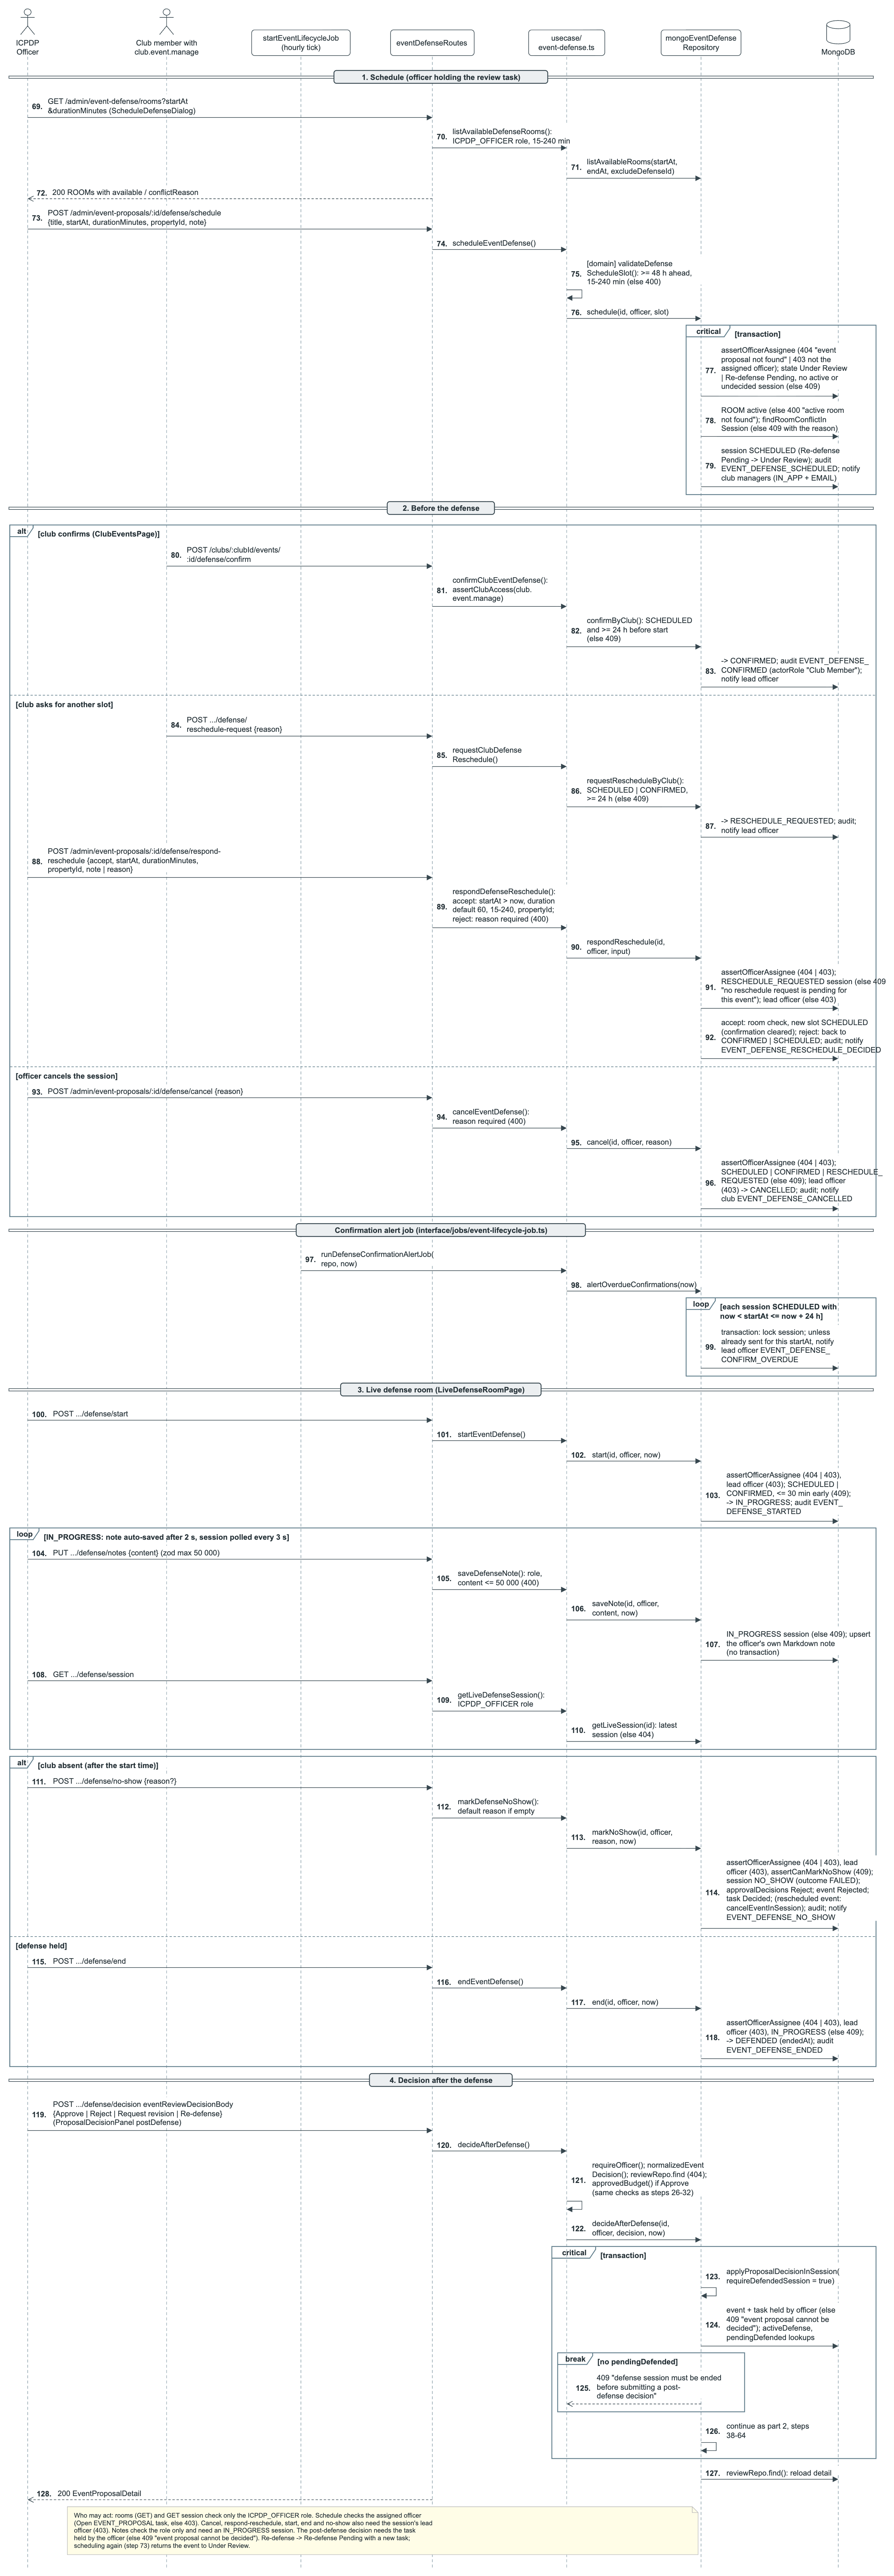 ICPDP
Officer
Club member with
club.event.manage
startEventLifecycleJob
(hourly tick)
eventDefenseRoutes
usecase/
event-defense.ts
mongoEventDefense
Repository
MongoDB
1. Schedule (officer holding the review task)
69. GET /admin/event-defense/rooms?startAt
&durationMinutes (ScheduleDefenseDialog)
70. listAvailableDefenseRooms():
ICPDP_OFFICER role, 15-240 min
71. listAvailableRooms(startAt,
endAt, excludeDefenseId)
72. 200 ROOMs with available / conflictReason
73. POST /admin/event-proposals/:id/defense/schedule
{title, startAt, durationMinutes, propertyId, note}
74. scheduleEventDefense()
75. [domain] validateDefense
ScheduleSlot(): >= 48 h ahead,
15-240 min (else 400)
76. schedule(id, officer, slot)
critical [transaction]
77. assertOfficerAssignee (404 "event
proposal not found" | 403 not the
assigned officer); state Under Review
| Re-defense Pending, no active or
undecided session (else 409)
78. ROOM active (else 400 "active room
not found"); findRoomConflictIn
Session (else 409 with the reason)
79. session SCHEDULED (Re-defense
Pending -> Under Review); audit
EVENT_DEFENSE_SCHEDULED; notify
club managers (IN_APP + EMAIL)
2. Before the defense
alt [club confirms (ClubEventsPage)]
80. POST /clubs/:clubId/events/
:id/defense/confirm
81. confirmClubEventDefense():
assertClubAccess(club.
event.manage)
82. confirmByClub(): SCHEDULED
and >= 24 h before start
(else 409)
83. -> CONFIRMED; audit EVENT_DEFENSE_
CONFIRMED (actorRole "Club Member");
notify lead officer
[club asks for another slot]
84. POST .../defense/
reschedule-request {reason}
85. requestClubDefense
Reschedule()
86. requestRescheduleByClub():
SCHEDULED | CONFIRMED,
>= 24 h (else 409)
87. -> RESCHEDULE_REQUESTED; audit;
notify lead officer
88. POST /admin/event-proposals/:id/defense/respond-
reschedule {accept, startAt, durationMinutes,
propertyId, note | reason}
89. respondDefenseReschedule():
accept: startAt > now, duration
default 60, 15-240, propertyId;
reject: reason required (400)
90. respondReschedule(id,
officer, input)
91. assertOfficerAssignee (404 | 403);
RESCHEDULE_REQUESTED session (else 409
"no reschedule request is pending for
this event"); lead officer (else 403)
92. accept: room check, new slot SCHEDULED
(confirmation cleared); reject: back to
CONFIRMED | SCHEDULED; audit; notify
EVENT_DEFENSE_RESCHEDULE_DECIDED
[officer cancels the session]
93. POST /admin/event-proposals/:id/defense/cancel {reason}
94. cancelEventDefense():
reason required (400)
95. cancel(id, officer, reason)
96. assertOfficerAssignee (404 | 403);
SCHEDULED | CONFIRMED | RESCHEDULE_
REQUESTED (else 409); lead officer
(403) -> CANCELLED; audit; notify
club EVENT_DEFENSE_CANCELLED
Confirmation alert job (interface/jobs/event-lifecycle-job.ts)
97. runDefenseConfirmationAlertJob(
repo, now)
98. alertOverdueConfirmations(now)
loop [each session SCHEDULED with
now < startAt <= now + 24 h]
99. transaction: lock session; unless
already sent for this startAt, notify
lead officer EVENT_DEFENSE_
CONFIRM_OVERDUE
3. Live defense room (LiveDefenseRoomPage)
100. POST .../defense/start
101. startEventDefense()
102. start(id, officer, now)
103. assertOfficerAssignee (404 | 403),
lead officer (403); SCHEDULED |
CONFIRMED, <= 30 min early (409);
-> IN_PROGRESS; audit EVENT_
DEFENSE_STARTED
loop [IN_PROGRESS: note auto-saved after 2 s, session polled every 3 s]
104. PUT .../defense/notes {content} (zod max 50 000)
105. saveDefenseNote(): role,
content <= 50 000 (400)
106. saveNote(id, officer,
content, now)
107. IN_PROGRESS session (else 409); upsert
the officer's own Markdown note
(no transaction)
108. GET .../defense/session
109. getLiveDefenseSession():
ICPDP_OFFICER role
110. getLiveSession(id): latest
session (else 404)
alt [club absent (after the start time)]
111. POST .../defense/no-show {reason?}
112. markDefenseNoShow():
default reason if empty
113. markNoShow(id, officer,
reason, now)
114. assertOfficerAssignee (404 | 403), lead
officer (403), assertCanMarkNoShow (409);
session NO_SHOW (outcome FAILED);
approvalDecisions Reject; event Rejected;
task Decided; (rescheduled event:
cancelEventInSession); audit; notify
EVENT_DEFENSE_NO_SHOW
[defense held]
115. POST .../defense/end
116. endEventDefense()
117. end(id, officer, now)
118. assertOfficerAssignee (404 | 403), lead
officer (403), IN_PROGRESS (else 409);
-> DEFENDED (endedAt); audit
EVENT_DEFENSE_ENDED
4. Decision after the defense
119. POST .../defense/decision eventReviewDecisionBody
{Approve | Reject | Request revision | Re-defense}
(ProposalDecisionPanel postDefense)
120. decideAfterDefense()
121. requireOfficer(); normalizedEvent
Decision(); reviewRepo.find (404);
approvedBudget() if Approve
(same checks as steps 26-32)
122. decideAfterDefense(id,
officer, decision, now)
critical [transaction]
123. applyProposalDecisionInSession(
requireDefendedSession = true)
124. event + task held by officer (else
409 "event proposal cannot be
decided"); activeDefense,
pendingDefended lookups
break [no pendingDefended]
125. 409 "defense session must be ended
before submitting a post-
defense decision"
126. continue as part 2, steps
38-64
127. reviewRepo.find(): reload detail
128. 200 EventProposalDetail
Who may act: rooms (GET) and GET session check only the ICPDP_OFFICER role. Schedule checks the assigned officer
(Open EVENT_PROPOSAL task, else 403). Cancel, respond-reschedule, start, end and no-show also need the session's lead
officer (403). Notes check the role only and need an IN_PROGRESS session. The post-defense decision needs the task
held by the officer (else 409 "event proposal cannot be decided"). Re-defense -> Re-defense Pending with a new task;
scheduling again (step 73) returns the event to Under Review.